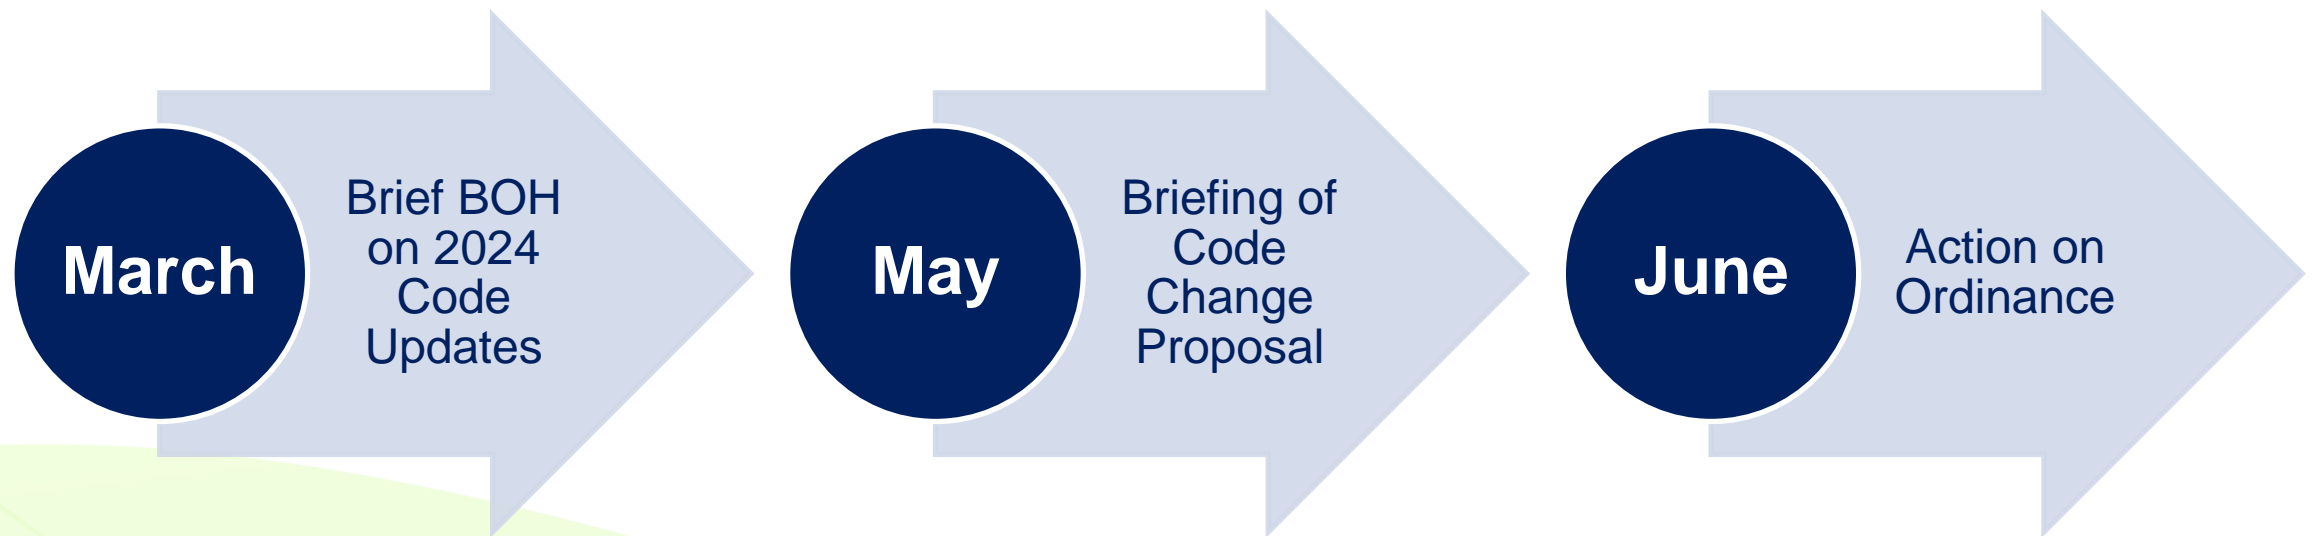 March
Brief BOH
on 2024
Code
Updates
May
Briefing of
Code
Change
Proposal
June
Action on
Ordinance